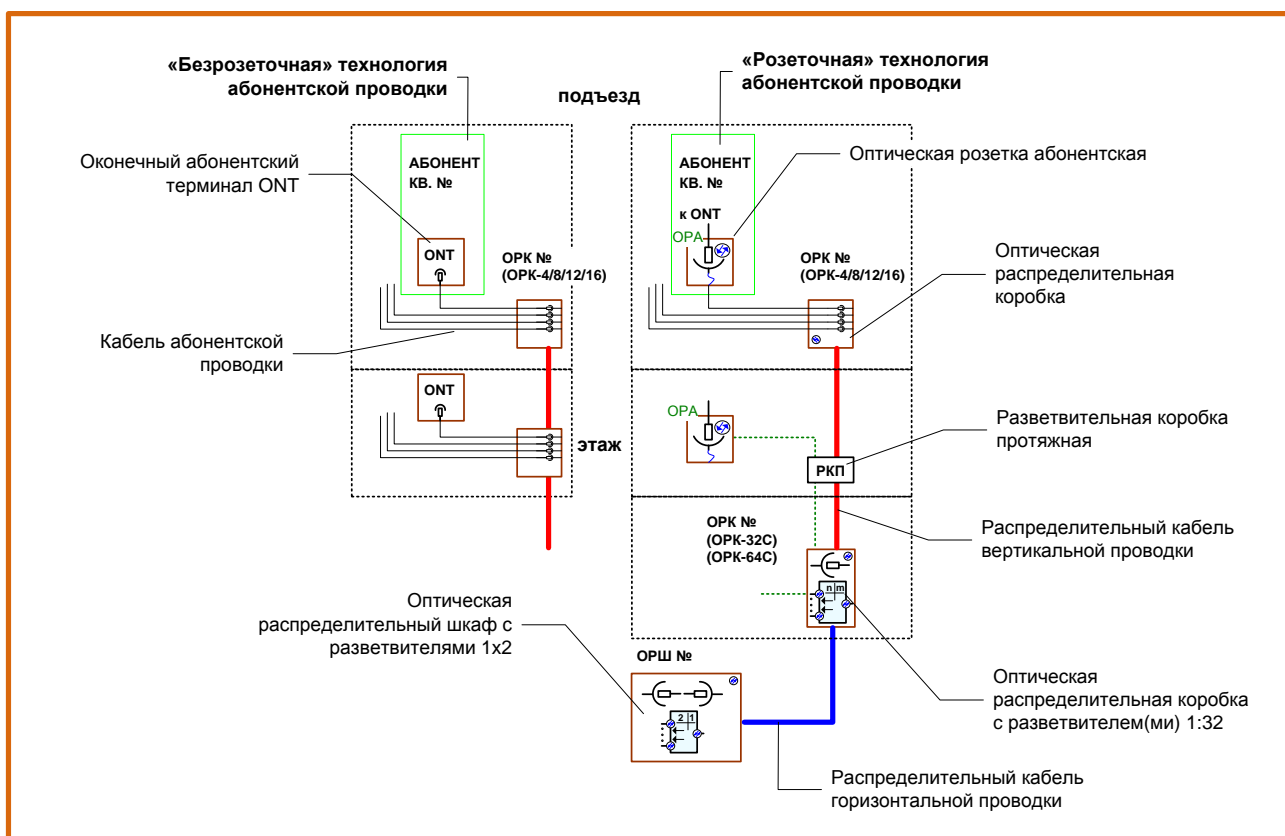 «Безрозеточная» технология
абонентской проводки
«Розеточная» технология
абонентской проводки
подъезд
Оконечный абонентский
терминал ONT
АБОНЕНТ
КВ. №
ONT
ОРК №
(ОРК-4/8/12/16)
Кабель абонентской
проводки
ONT
этаж
АБОНЕНТ
КВ. №
к ONT
ОРА
Оптическая розетка абонентская
ОРК №
(ОРК-4/8/12/16)
Оптическая
распределительная
коробка
ОРА
РКП
Разветвительная коробка
протяжная
ОРК №
(ОРК-32С)
(ОРК-64С)
n m
Распределительный кабель
вертикальной проводки
Оптическая
распределительный шкаф с
разветвителями 1х2
ОРШ №
2 1
Оптическая
распределительная коробка
с разветвителем(ми) 1:32
Распределительный кабель
горизонтальной проводки